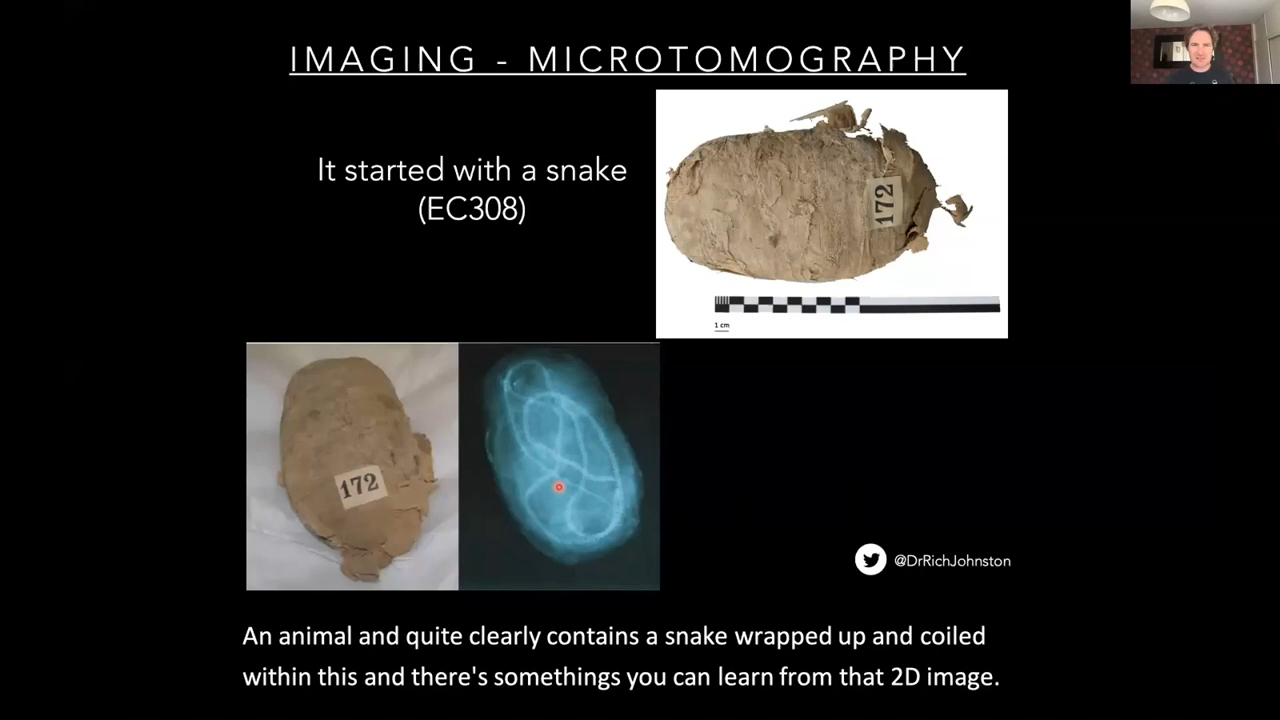 IMAGING - MICROTOMOGRAPHY
It started with a snake
(EC308)
172
1 cm
172
@DrRichJohnston
An animal and quite clearly contains a snake wrapped up and coiled
within this and there's somethings you can learn from that 2D image.